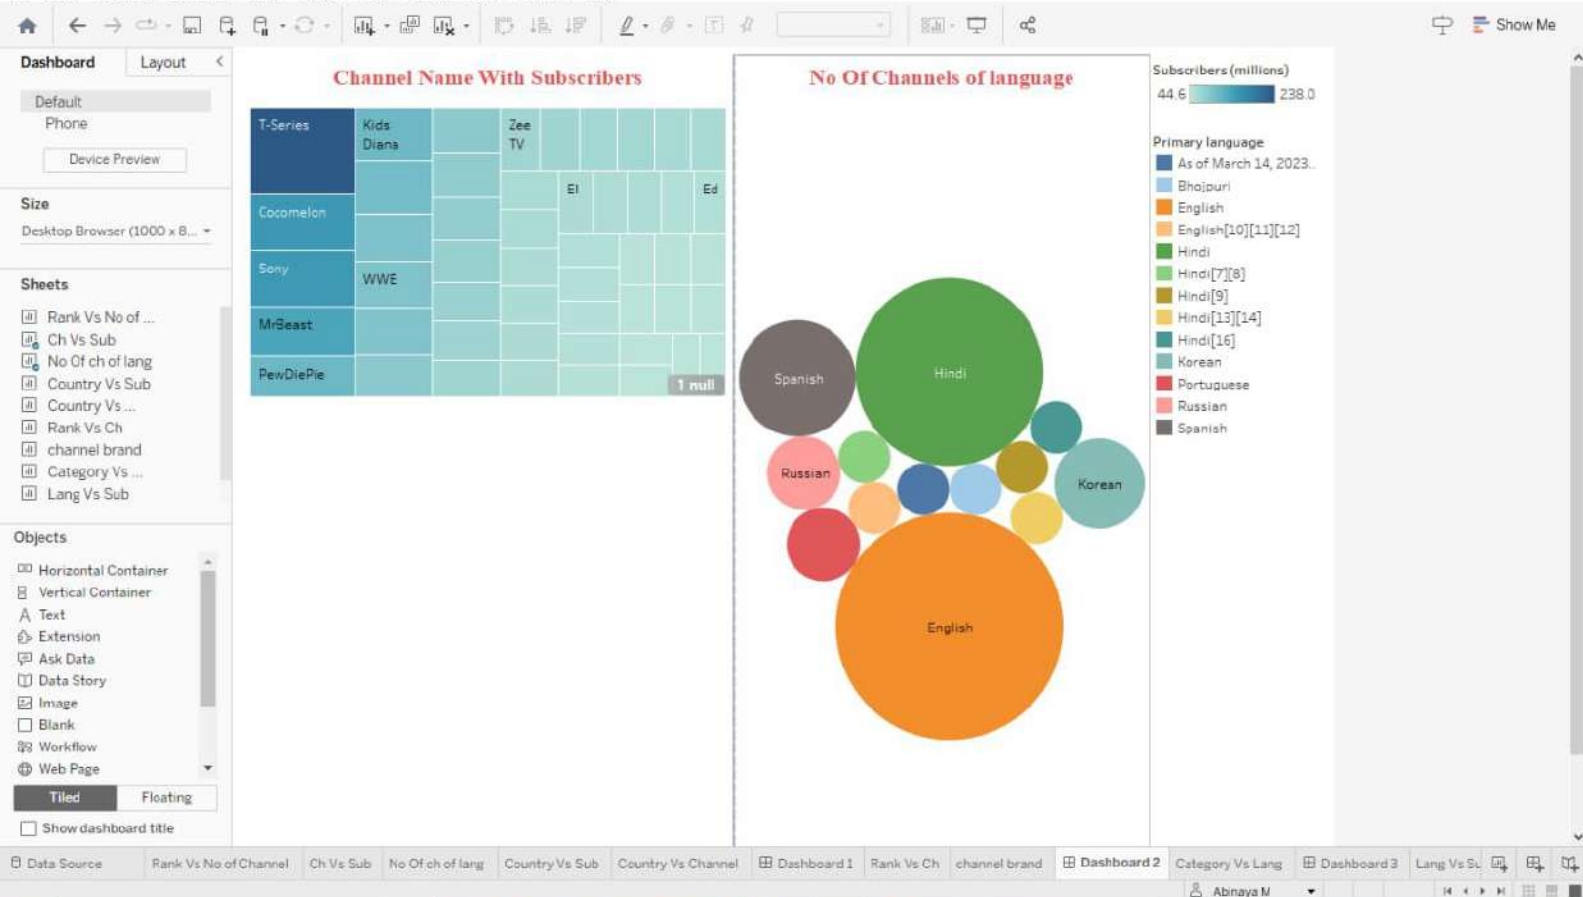 Show Me
Dashboard
Layout
Default
Phone
Device Preview
Size
Desktop Browser (1000 x 8...
Sheets
Rank Vs No of ...
Ch Vs Sub
No Of ch of lang
Country Vs Sub
Country Vs ...
Rank Vs Ch
channel brand
Category Vs ...
Lang Vs Sub
Objects
Horizontal Container
Vertical Container
Text
Extension
Ask Data
Data Story
Image
Blank
Workflow
Web Page
Tiled
Floating
Show dashboard title
Channel Name With Subscribers
T-Series
Cocomelon
Sony
MrBeast
PewDiePie
Kids
Diana
WWE
Zee
TV
El
Ed
1 null
No Of Channels of language
Spanish
Hindi
Russian
Korean
English
Subscribers (millions)
44.6
238.0
Primary language
As of March 14, 2023..
Bhojpuri
English
English[10][11][12]
Hindi
Hindi[7][8]
Hindi[9]
Hindi[13][14]
Hindi[16]
Korean
Portuguese
Russian
Spanish
Data Source
Rank Vs No of Channel
Ch Vs Sub
No Of ch of lang
Country Vs Sub
Country Vs Channel
Dashboard 1
Rank Vs Ch
channel brand
Dashboard 2
Category Vs Lang
Dashboard 3
Lang Vs Su
Abinaya M